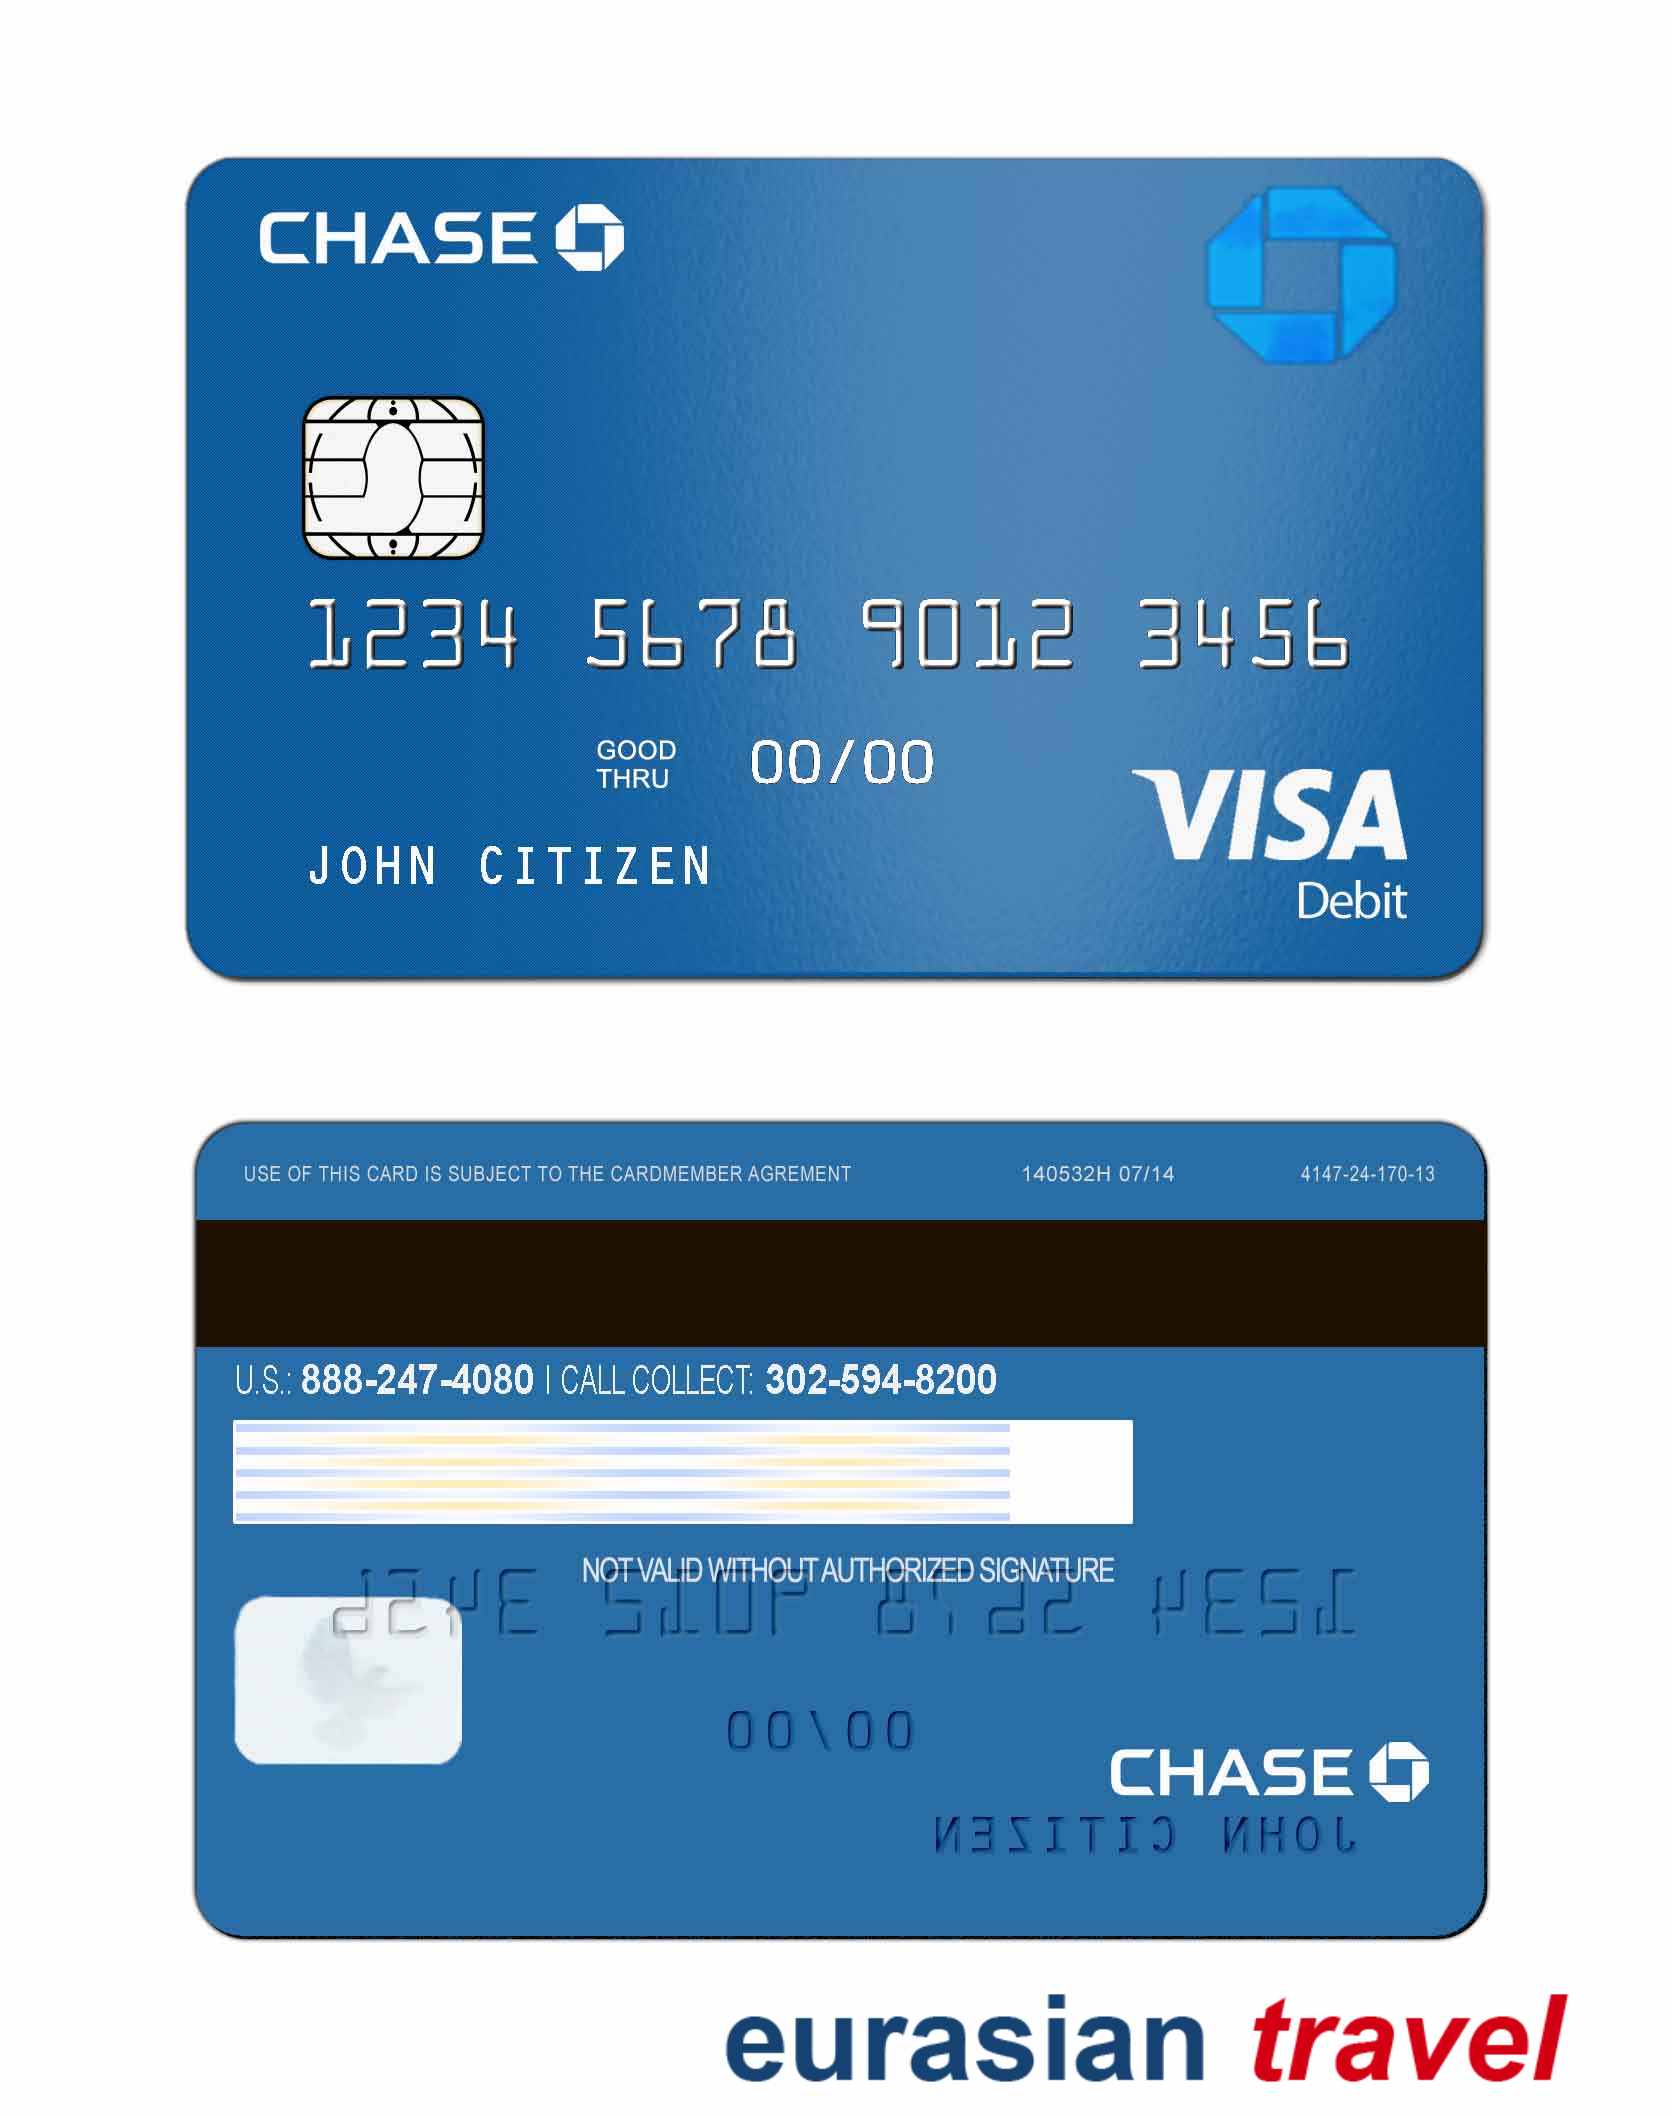 CHASE
1234 5678 9012 3456
GOOD THRU 00/00
JOHN CITIZEN
VISA
Debit
USE OF THIS CARD IS SUBJECT TO THE CARDMEMBER AGREMENT 140532H 07/14 4147-24-170-13
U.S.: 888-247-4080 | CALL COLLECT: 302-594-8200
NOT VALID WITHOUT AUTHORIZED SIGNATURE
1234 5678 9012 3456
00/00
CHASE
JOHN CITIZEN
eurasian travel